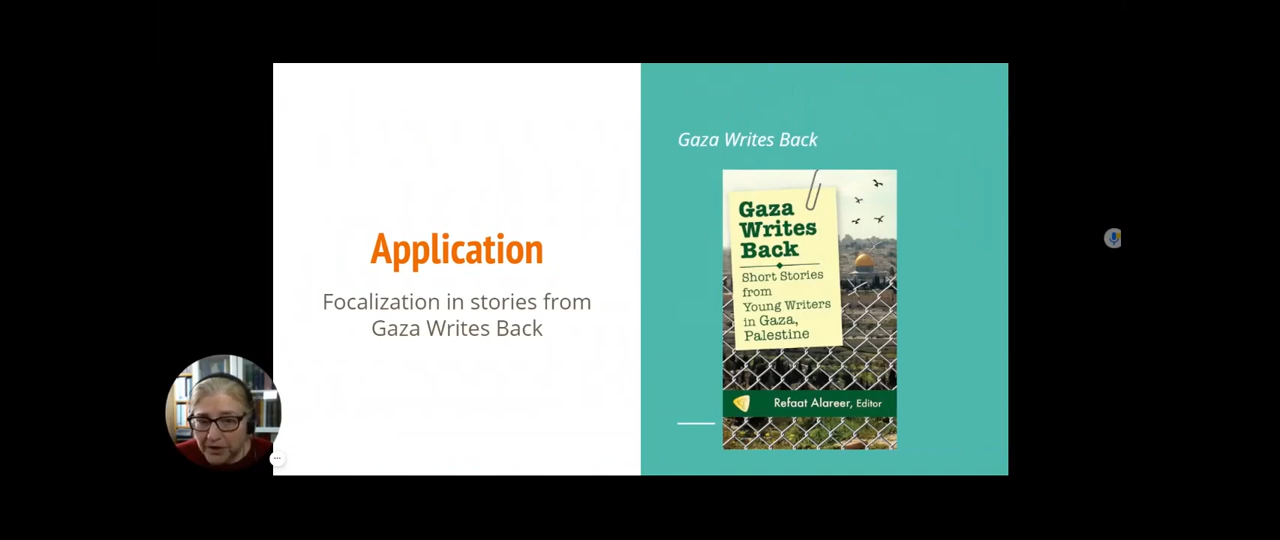 Application
Focalization in stories from
Gaza Writes Back
Gaza Writes Back
Gaza
Writes
Back
Short Stories
from
Young Writers
in Gaza,
Palestine
Refaat Alareer, Editor